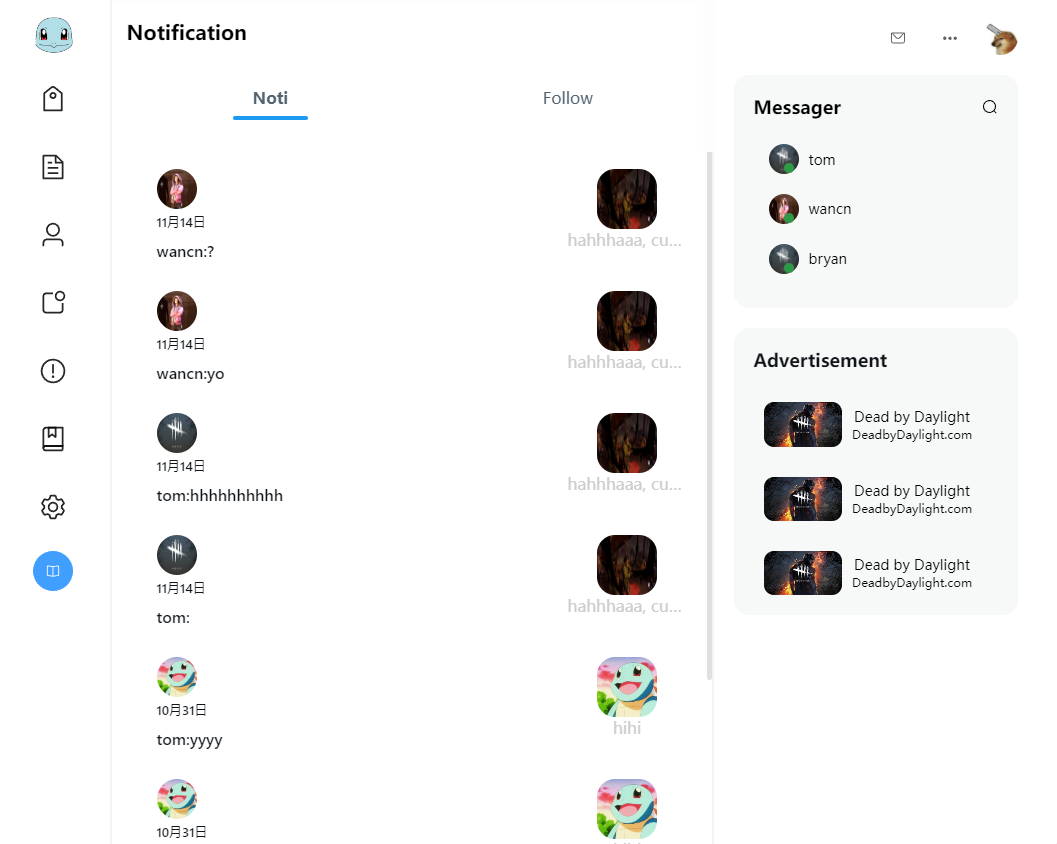 Notification
Noti
Follow
11月14日
wancn:?
hahhhaaa, cu...
11月14日
wancn:yo
hahhhaaa, cu...
11月14日
tom:hhhhhhhhhh
hahhhaaa, cu...
11月14日
tom:
hahhhaaa, cu...
10月31日
tom:yyyy
hihi
10月31日
Messager
tom
wancn
bryan
Advertisement
Dead by Daylight
DeadbyDaylight.com
Dead by Daylight
DeadbyDaylight.com
Dead by Daylight
DeadbyDaylight.com